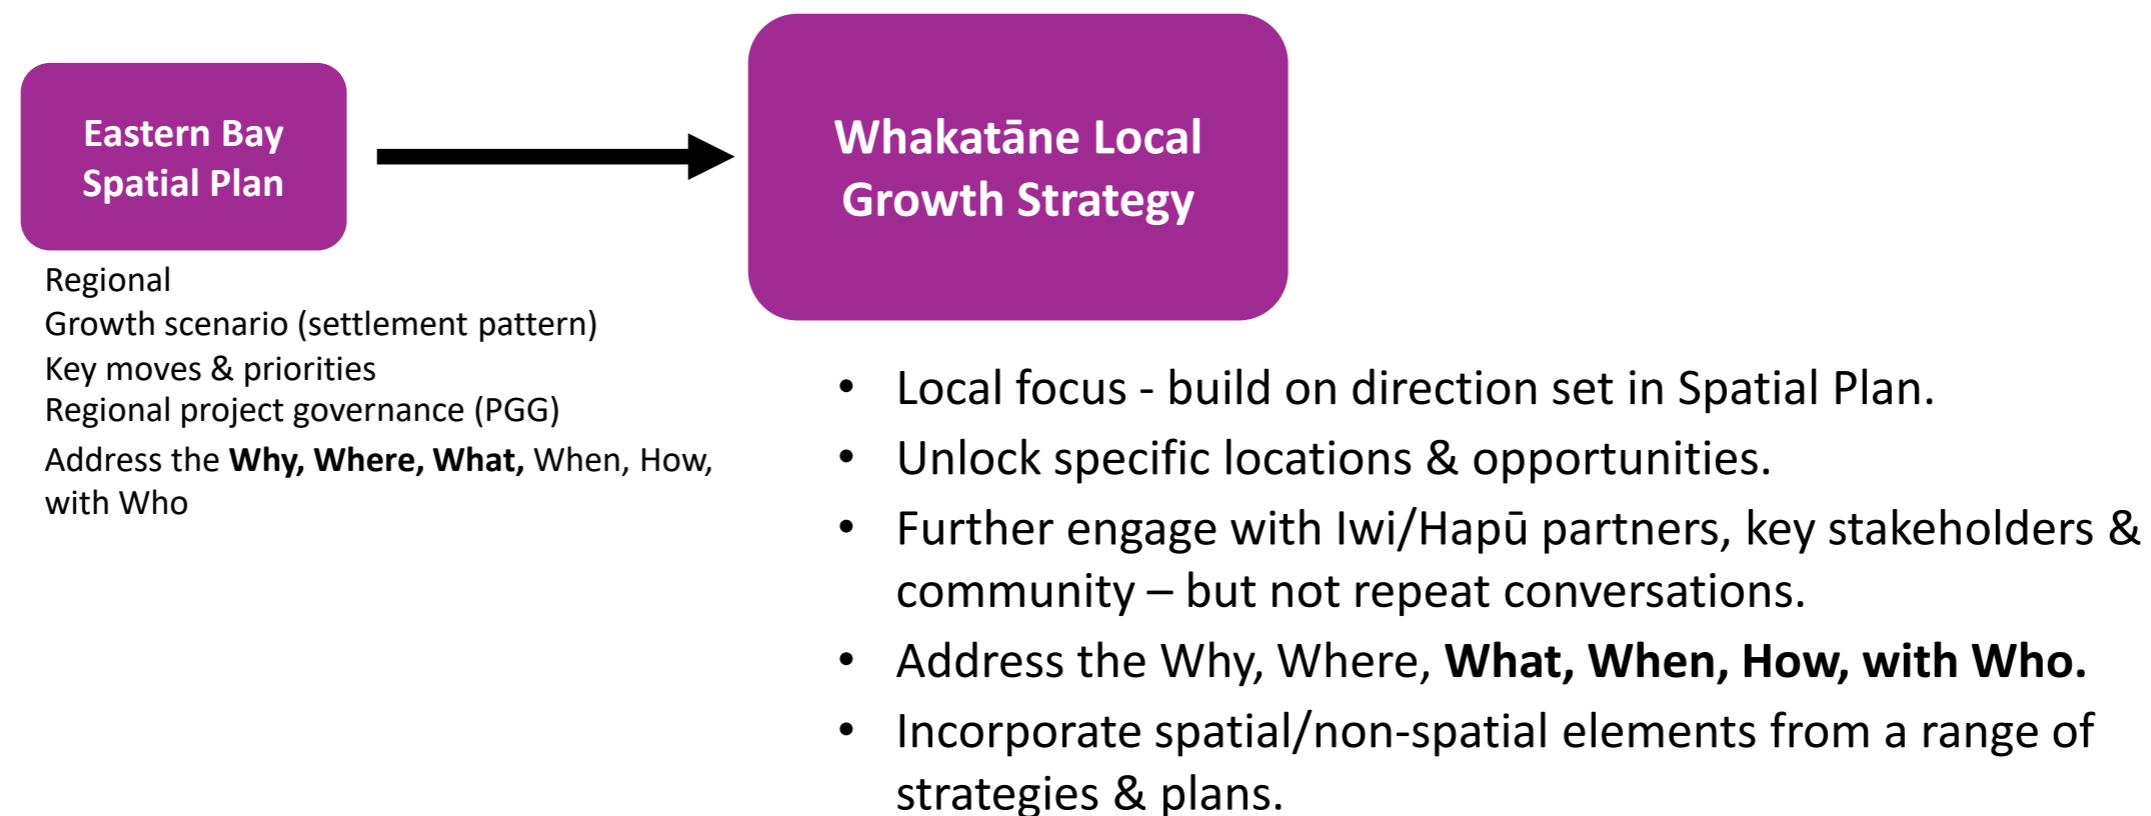 Eastern Bay
Spatial Plan
Regional
Growth scenario (settlement pattern)
Key moves & priorities
Regional project governance (PGG)
Address the Why, Where, What, When, How,
with Who
Whakatāne Local
Growth Strategy
• Local focus - build on direction set in Spatial Plan.
• Unlock specific locations & opportunities.
• Further engage with Iwi/Hapū partners, key stakeholders &
community – but not repeat conversations.
• Address the Why, Where, What, When, How, with Who.
• Incorporate spatial/non-spatial elements from a range of
strategies & plans.